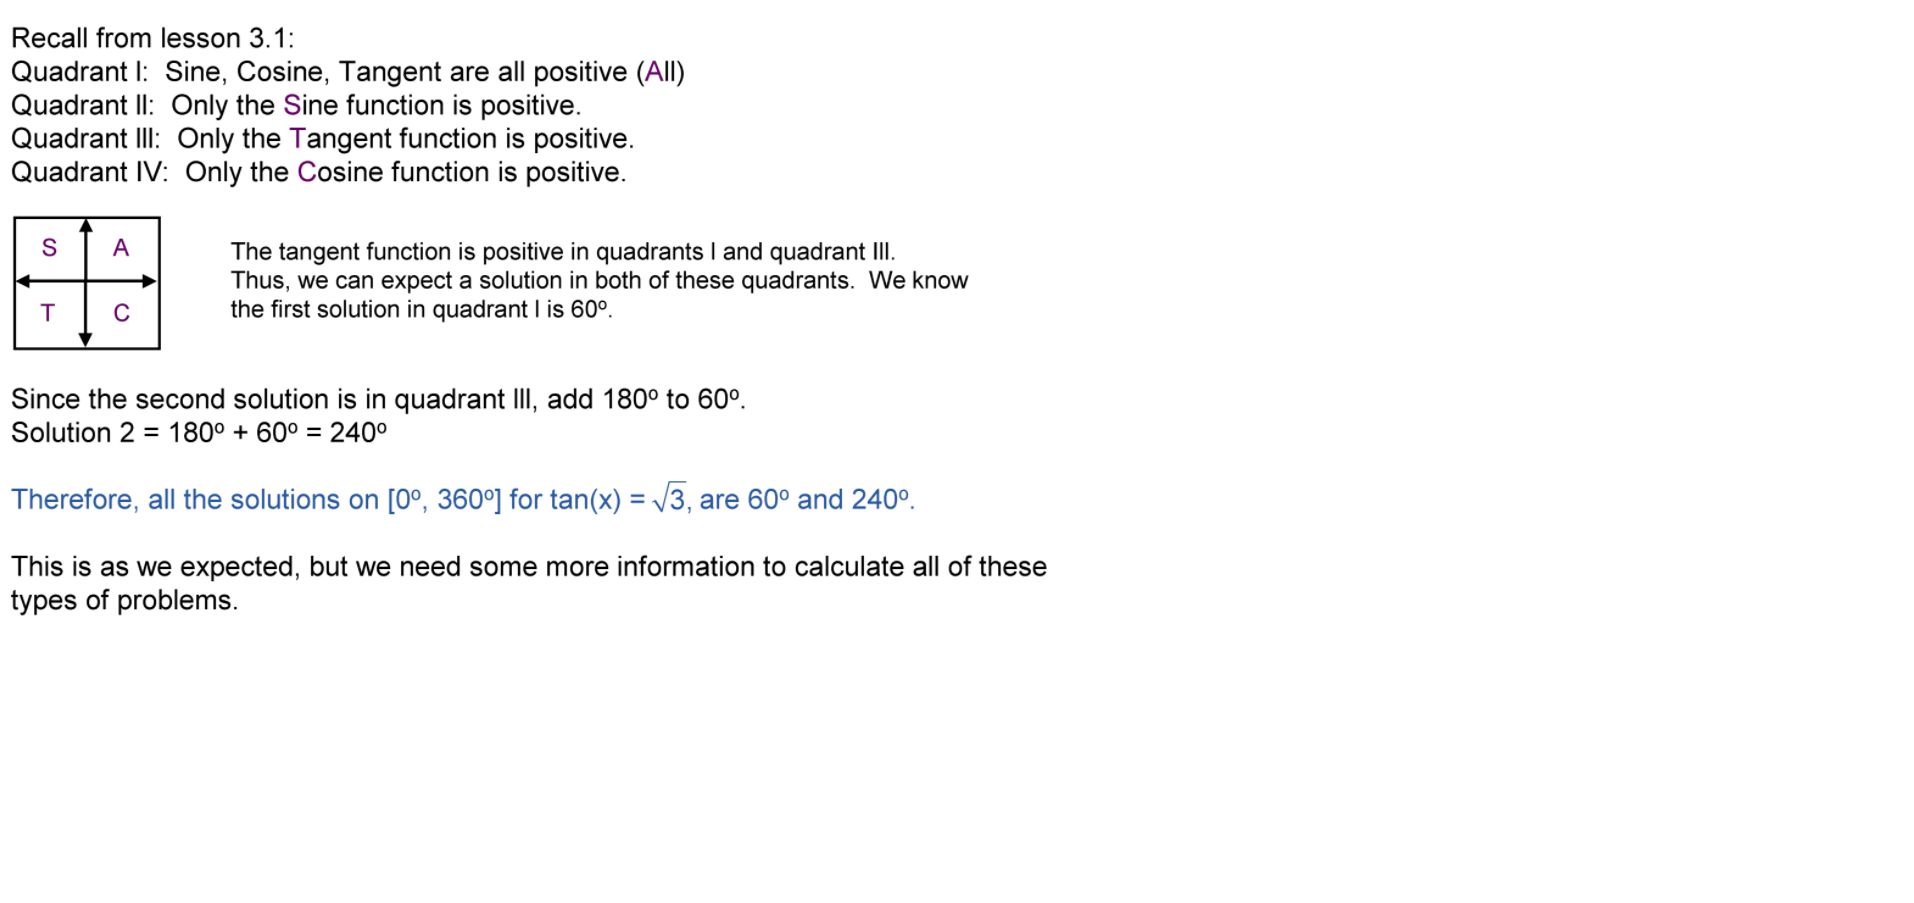 Recall from lesson 3.1:
Quadrant I:  Sine, Cosine, Tangent are all positive (All)
Quadrant II:  Only the Sine function is positive.
Quadrant III:  Only the Tangent function is positive.
Quadrant IV:  Only the Cosine function is positive.
S A
T C
The tangent function is positive in quadrants I and quadrant III.
Thus, we can expect a solution in both of these quadrants.  We know
the first solution in quadrant I is 60º.
Since the second solution is in quadrant III, add 180º to 60º.
Solution 2 = 180º + 60º = 240º
Therefore, all the solutions on [0º, 360º] for tan(x) = √3, are 60º and 240º.
This is as we expected, but we need some more information to calculate all of these
types of problems.